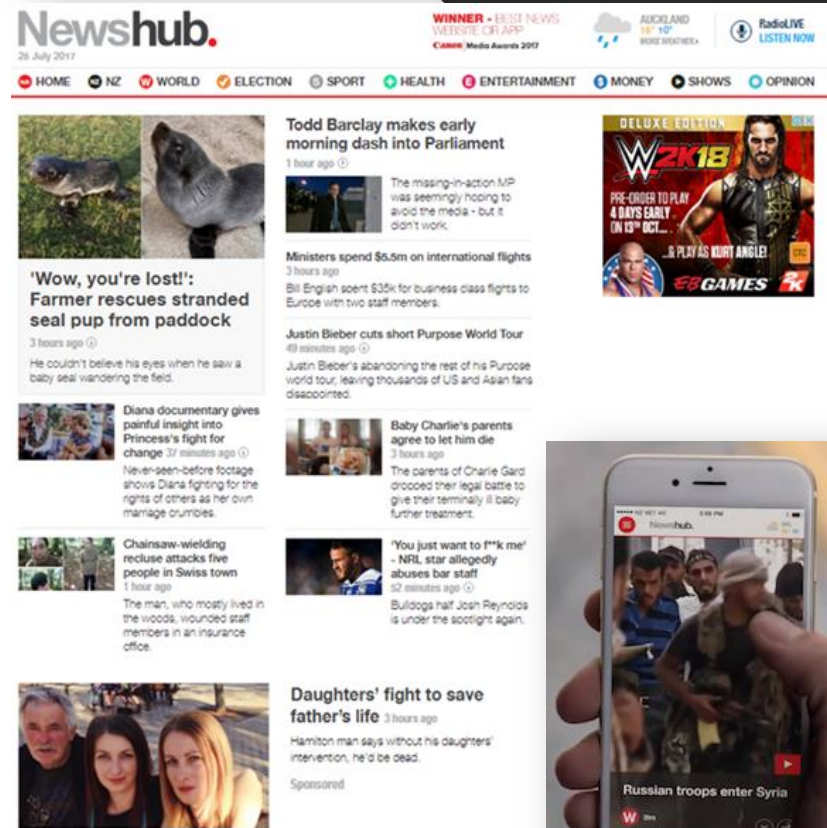 Newshub.
26 July 2017
WINNER - BEST NEWS
WEBSITE OR APP
Canon Media Awards 2017
AUCKLAND
10°
MORE WEATHER
RadioLIVE
LISTEN NOW
HOME NZ WORLD ELECTION SPORT HEALTH ENTERTAINMENT MONEY SHOWS OPINION
'Wow, you're lost!':
Farmer rescues stranded
seal pup from paddock
3 hours ago
He couldn't believe his eyes when he saw a
baby seal wandering the field.
Diana documentary gives
painful insight into
Princess's fight for
change 37 minutes ago
Never-seen-before footage
shows Diana fighting for the
rights of others as her own
marriage crumbles.
Chainsaw-wielding
recluse attacks five
people in Swiss town
1 hour ago
The man, who mostly lived in
the woods, wounded staff
members in an insurance
office.
Todd Barclay makes early
morning dash into Parliament
1 hour ago
The missing-in-action MP
was seemingly hoping to
avoid the media - but it
didn't work.
Ministers spend $5.5m on international flights
3 hours ago
Bill English spent $35k for business class flights to
Europe with two staff members.
Justin Bieber cuts short Purpose World Tour
49 minutes ago
Justin Bieber's abandoning the rest of his Purpose
world tour, leaving thousands of US and Asian fans
disappointed.
Baby Charlie's parents
agree to let him die
3 hours ago
The parents of Charlie Gard
dropped their legal battle to
give their terminally ill baby
further treatment.
'You just want to f**k me'
- NRL star allegedly
abuses bar staff
52 minutes ago
Bulldogs half Josh Reynolds
is under the spotlight again.
Daughters' fight to save
father's life 3 hours ago
Hamilton man says without his daughters'
intervention, he'd be dead.
Sponsored
DELUXE EDITION
W2K18
PRE-ORDER TO PLAY
4 DAYS EARLY
ON 13TH OCT...
...& PLAY AS KURT ANGLE!
EB GAMES 2K
Newshub.
Russian troops enter Syria
W